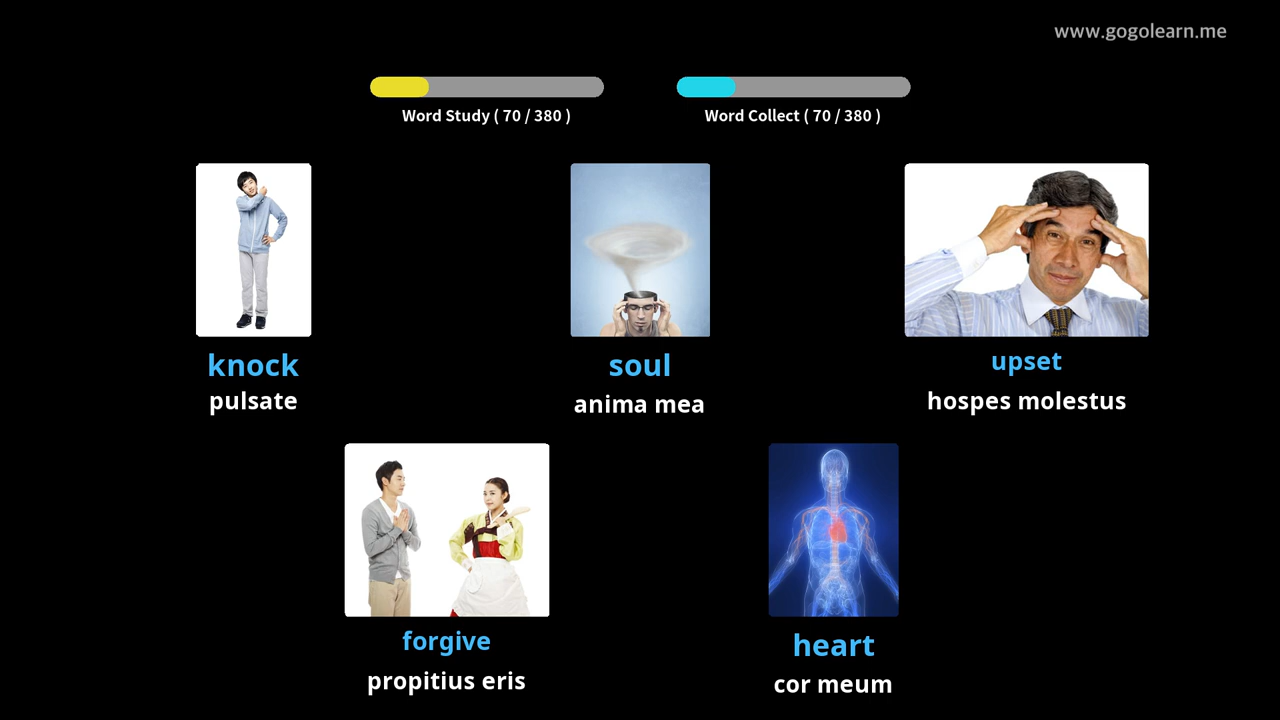 www.gogolearn.me
Word Study ( 70 / 380 )
Word Collect ( 70 / 380 )
knock
pulsate
soul
anima mea
upset
hospes molestus
forgive
propitius eris
heart
cor meum